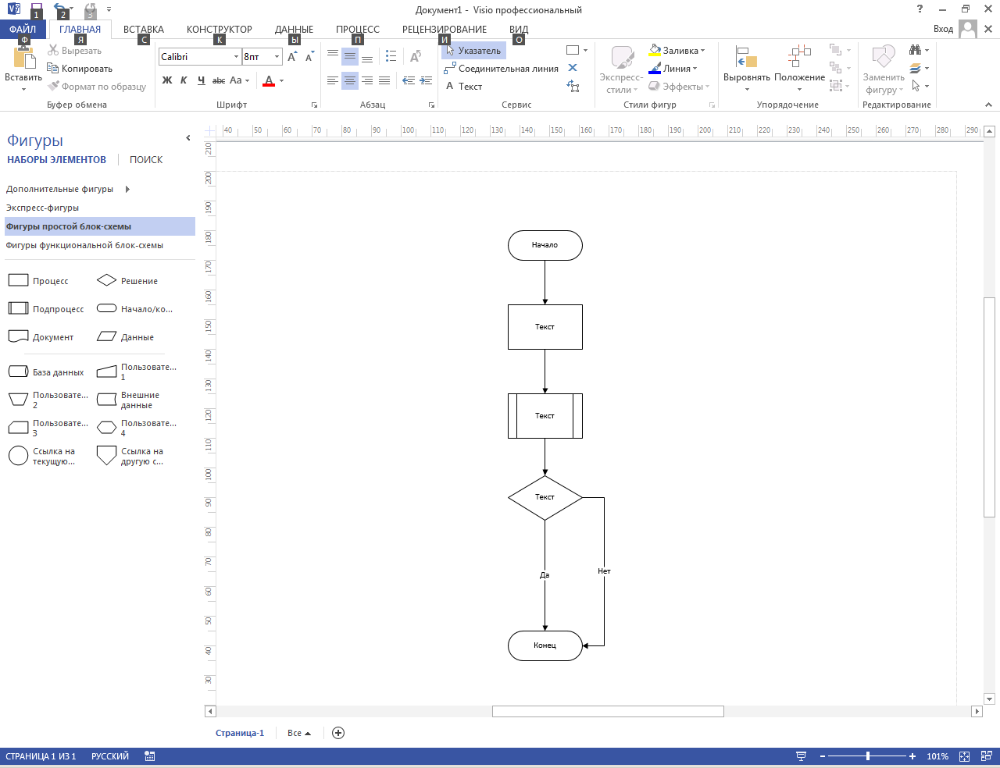 1 2 3
Документ1 - Visio профессиональный
?
ФАЙЛ ГЛАВНАЯ ВСТАВКА КОНСТРУКТОР ДАННЫЕ ПРОЦЕСС РЕЦЕНЗИРОВАНИЕ ВИД Вход
Ф Я С К Ы П И О
Вставить
Вырезать
Копировать
Формат по образцу
Буфер обмена
Calibri 8пт A A
Ж К Ч abc Aa A
Шрифт
Абзац
Указатель
Соединительная линия
A Текст
Сервис
Экспресс-
стили
Заливка
Линия
Эффекты
Стили фигур
Выровнять Положение
Упорядочение
Заменить
фигуру
Редактирование
Фигуры
НАБОРЫ ЭЛЕМЕНТОВ ПОИСК
Дополнительные фигуры
Экспресс-фигуры
Фигуры простой блок-схемы
Фигуры функциональной блок-схемы
Процесс Решение
Подпроцесс Начало/ко...
Документ Данные
База данных Пользовате...
1
Пользовате... Внешние
2 данные
Пользовате... Пользовате...
3 4
Ссылка на Ссылка на
текущую... другую с...
40 50 60 70 80 90 100 110 120 130 140 150 160 170 180 190 200 210 220 230 240 250 260 270 280 290
210
200
190
180
170
160
150
140
130
120
110
100
90
80
70
60
50
40
30
Начало
Текст
Текст
Текст
Да
Нет
Конец
Страница-1 Все
СТРАНИЦА 1 ИЗ 1 РУССКИЙ 101%